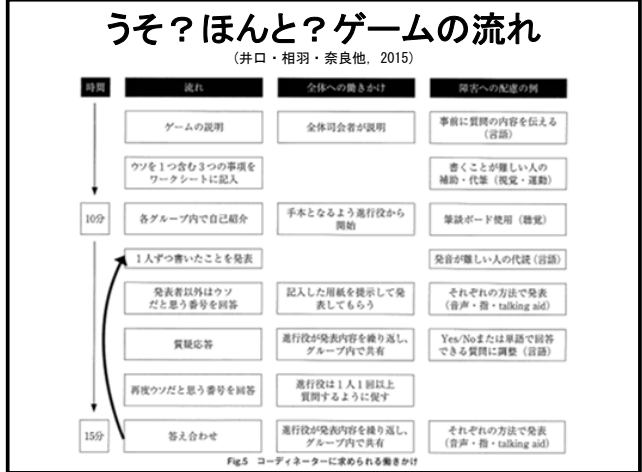 うそ？ほんと？ゲームの流れ
(井口・相羽・奈良他, 2015)
時間
流れ
全体への働きかけ
障害への配慮の例
ゲームの説明
全体司会者が説明
事前に質問の内容を伝える
（言語）
ウソを１つ含む３つの事項を
ワークシートに記入
書くことが難しい人の
補助・代筆（視覚・運動）
10分
各グループ内で自己紹介
手本となるよう進行役から
開始
筆談ボード使用（聴覚）
１人ずつ書いたことを発表
発音が難しい人の代読（言語）
発表者以外はウソ
だと思う番号を回答
記入した用紙を提示して発
表してもらう
それぞれの方法で発表
（音声・指・talking aid）
質疑応答
進行役が発表内容を繰り返し、
グループ内で共有
Yes/Noまたは単語で回答
できる質問に調整（言語）
再度ウソだと思う番号を回答
進行役は１人１回以上
質問するように促す
15分
答え合わせ
進行役が発表内容を繰り返し、
グループ内で共有
それぞれの方法で発表
（音声・指・talking aid）
Fig.5 コーディネーターに求められる働きかけ